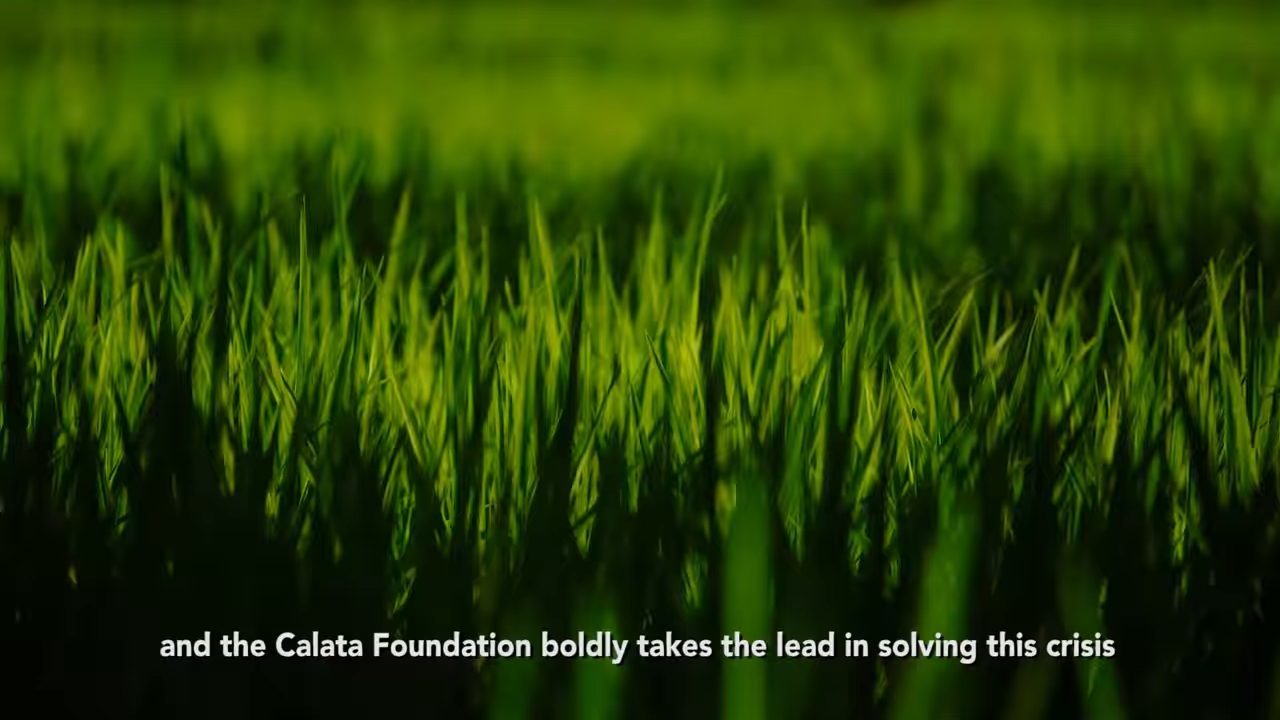 and the Calata Foundation boldly takes the lead in solving this crisis